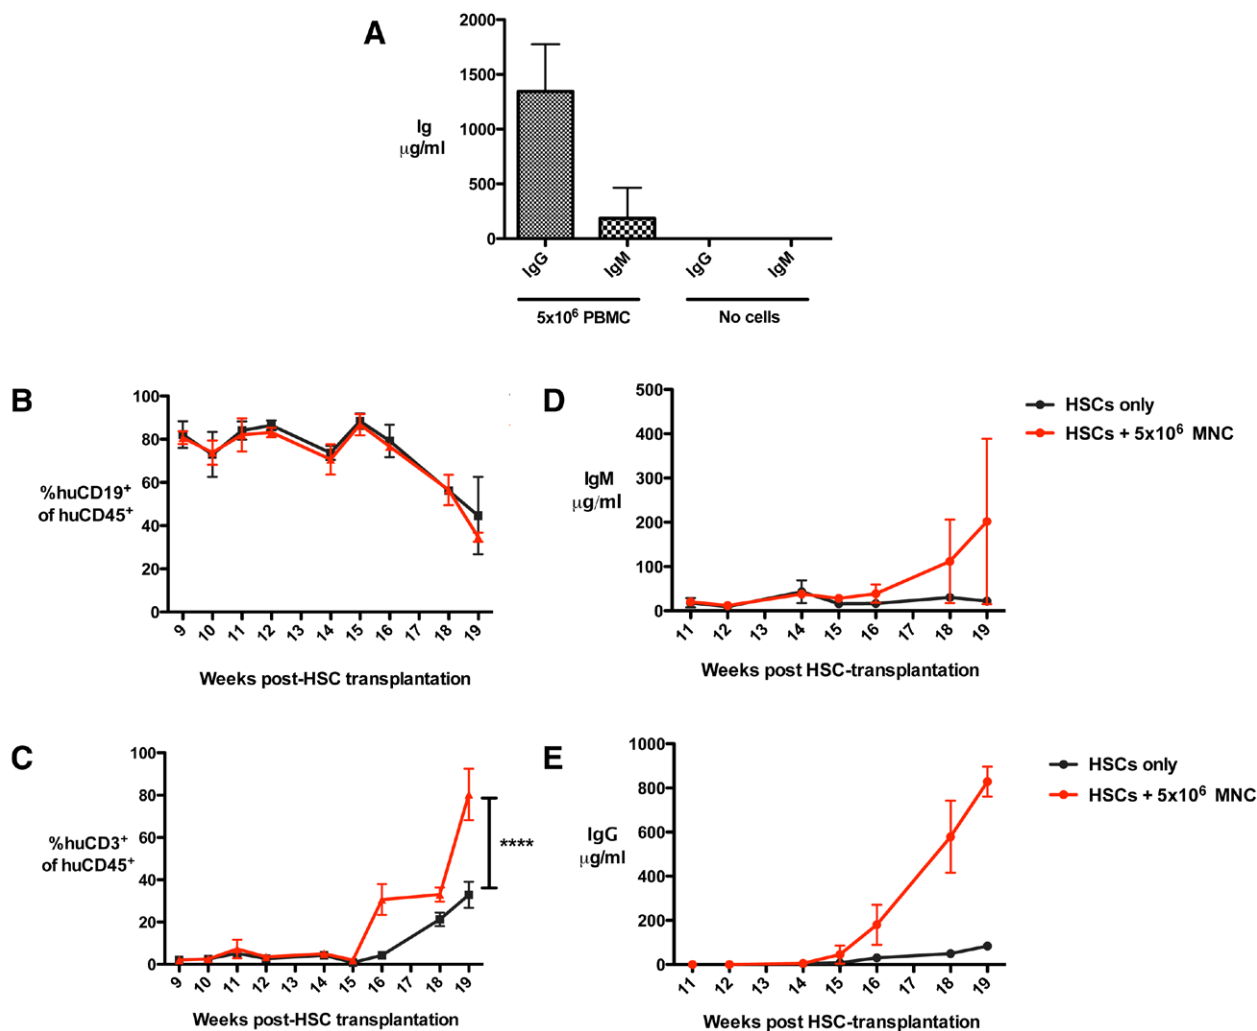 A
2000
1500
Ig
μg/ml
1000
500
0
IgG
IgM
IgG
IgM
5x10⁶ PBMC
No cells
B
100
80
60
40
20
0
%huCD19⁺
of huCD45⁺
9
10
11
12
13
14
15
16
17
18
19
Weeks post-HSC transplantation
D
500
400
300
200
100
0
IgM
μg/ml
11
12
13
14
15
16
17
18
19
Weeks post HSC-transplantation
HSCs only
HSCs + 5x10⁶ MNC
C
100
80
60
40
20
0
%huCD3⁺
of huCD45⁺
****
9
10
11
12
13
14
15
16
17
18
19
Weeks post-HSC transplantation
E
1000
800
600
400
200
0
IgG
μg/ml
11
12
13
14
15
16
17
18
19
Weeks post HSC-transplantation
HSCs only
HSCs + 5x10⁶ MNC